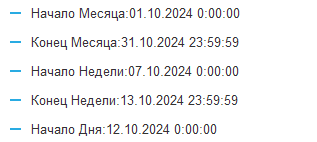 Начало Месяца:01.10.2024 0:00:00
Конец Месяца:31.10.2024 23:59:59
Начало Недели:07.10.2024 0:00:00
Конец Недели:13.10.2024 23:59:59
Начало Дня:12.10.2024 0:00:00